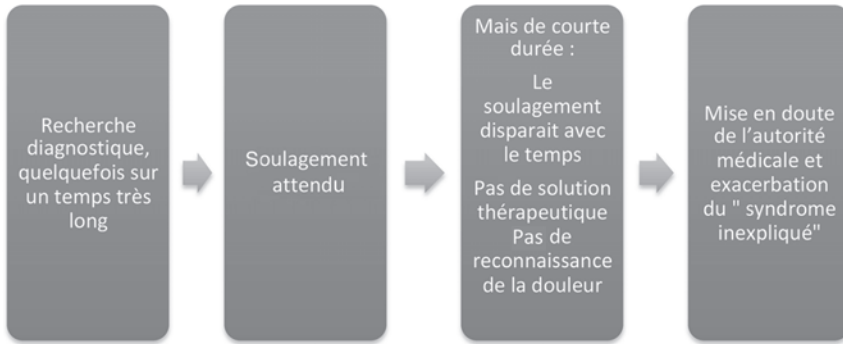 Recherche
diagnostique,
quelquefois sur
un temps très
long
Soulagement
attendu
Mais de courte
durée :
Le
soulagement
disparait avec
le temps
Pas de solution
thérapeutique
Pas de
reconnaissance
de la douleur
Mise en doute
de l’autorité
médicale et
exacerbation
du " syndrome
inexpliqué"